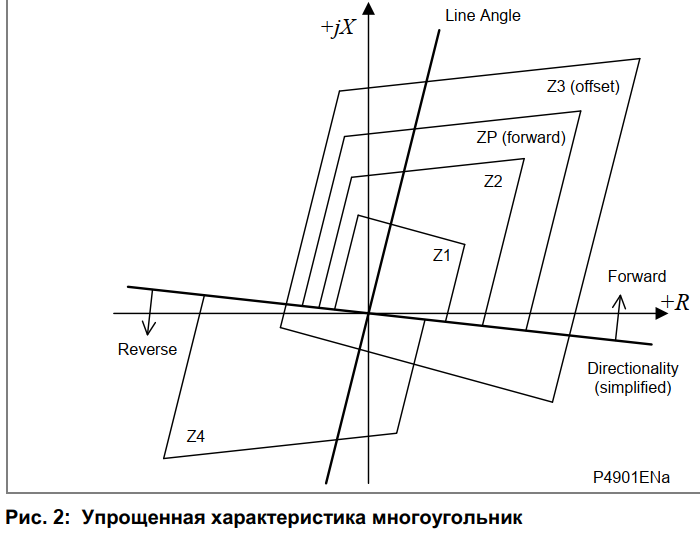 Line Angle
+jX
Z3 (offset)
ZP (forward)
Z2
Z1
Forward
+R
Reverse
Directionality
(simplified)
Z4
P4901ENa
Рис. 2: Упрощенная характеристика многоугольник